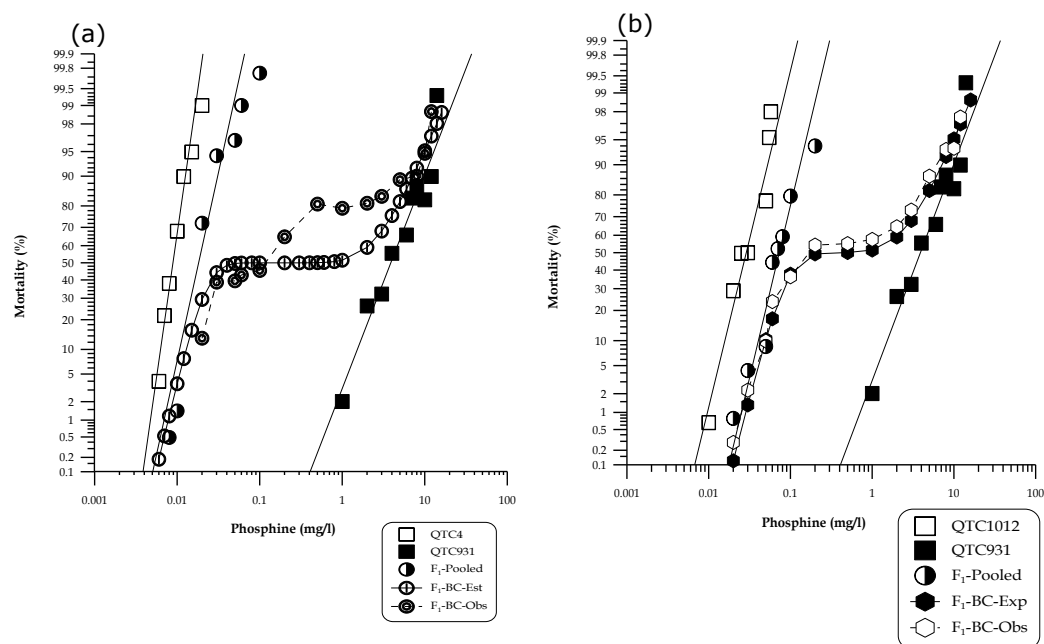 (a)
99.9
99.8
99.5
99
98
95
90
80
70
60
50
40
30
20
10
5
2
1
0.5
0.2
0.1
Mortality (%)
0.001 0.01 0.1 1 10 100
Phosphine (mg/l)
QTC4
QTC931
F1-Pooled
F1-BC-Est
F1-BC-Obs
(b)
99.9
99.8
99.5
99
98
95
90
80
70
60
50
40
30
20
10
5
2
1
0.5
0.2
0.1
Mortality (%)
0.001 0.01 0.1 1 10 100
Phosphine (mg/l)
QTC1012
QTC931
F1-Pooled
F1-BC-Exp
F1-BC-Obs